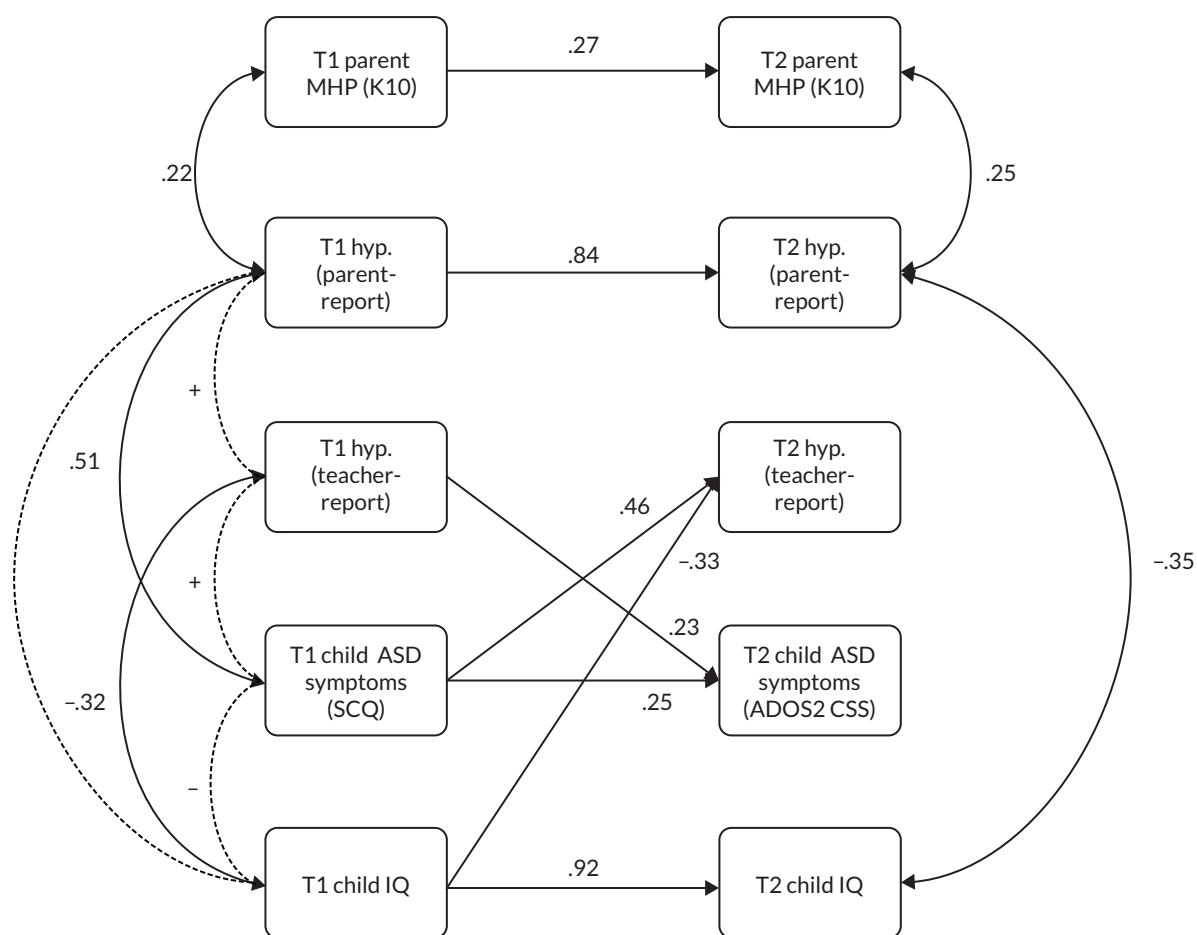 T1 parent
MHP (K10)
.27
T2 parent
MHP (K10)
.22
.25
T1 hyp.
(parent-
report)
.84
T2 hyp.
(parent-
report)
+
.51
T1 hyp.
(teacher-
report)
.46
T2 hyp.
(teacher-
report)
–.33
–.35
+
.23
T1 child ASD
symptoms
(SCQ)
.25
T2 child ASD
symptoms
(ADOS2 CSS)
–.32
–
T1 child IQ
.92
T2 child IQ